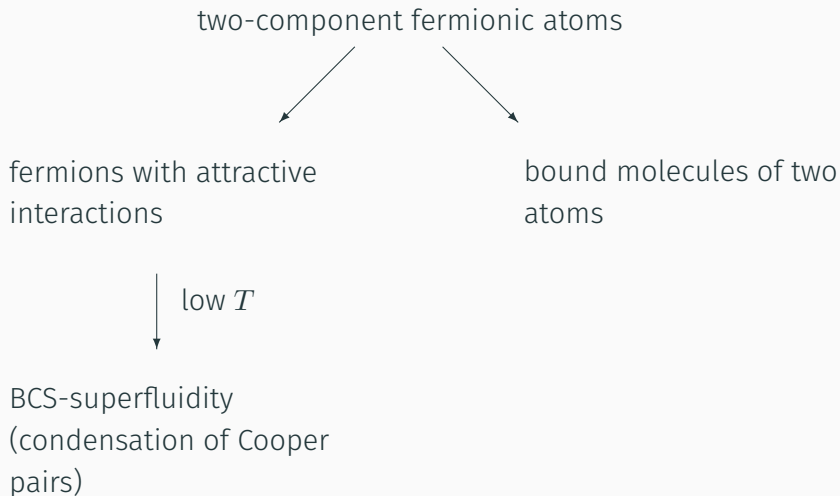 two-component fermionic atoms
fermions with attractive
interactions
bound molecules of two
atoms
low T
BCS-superfluidity
(condensation of Cooper
pairs)